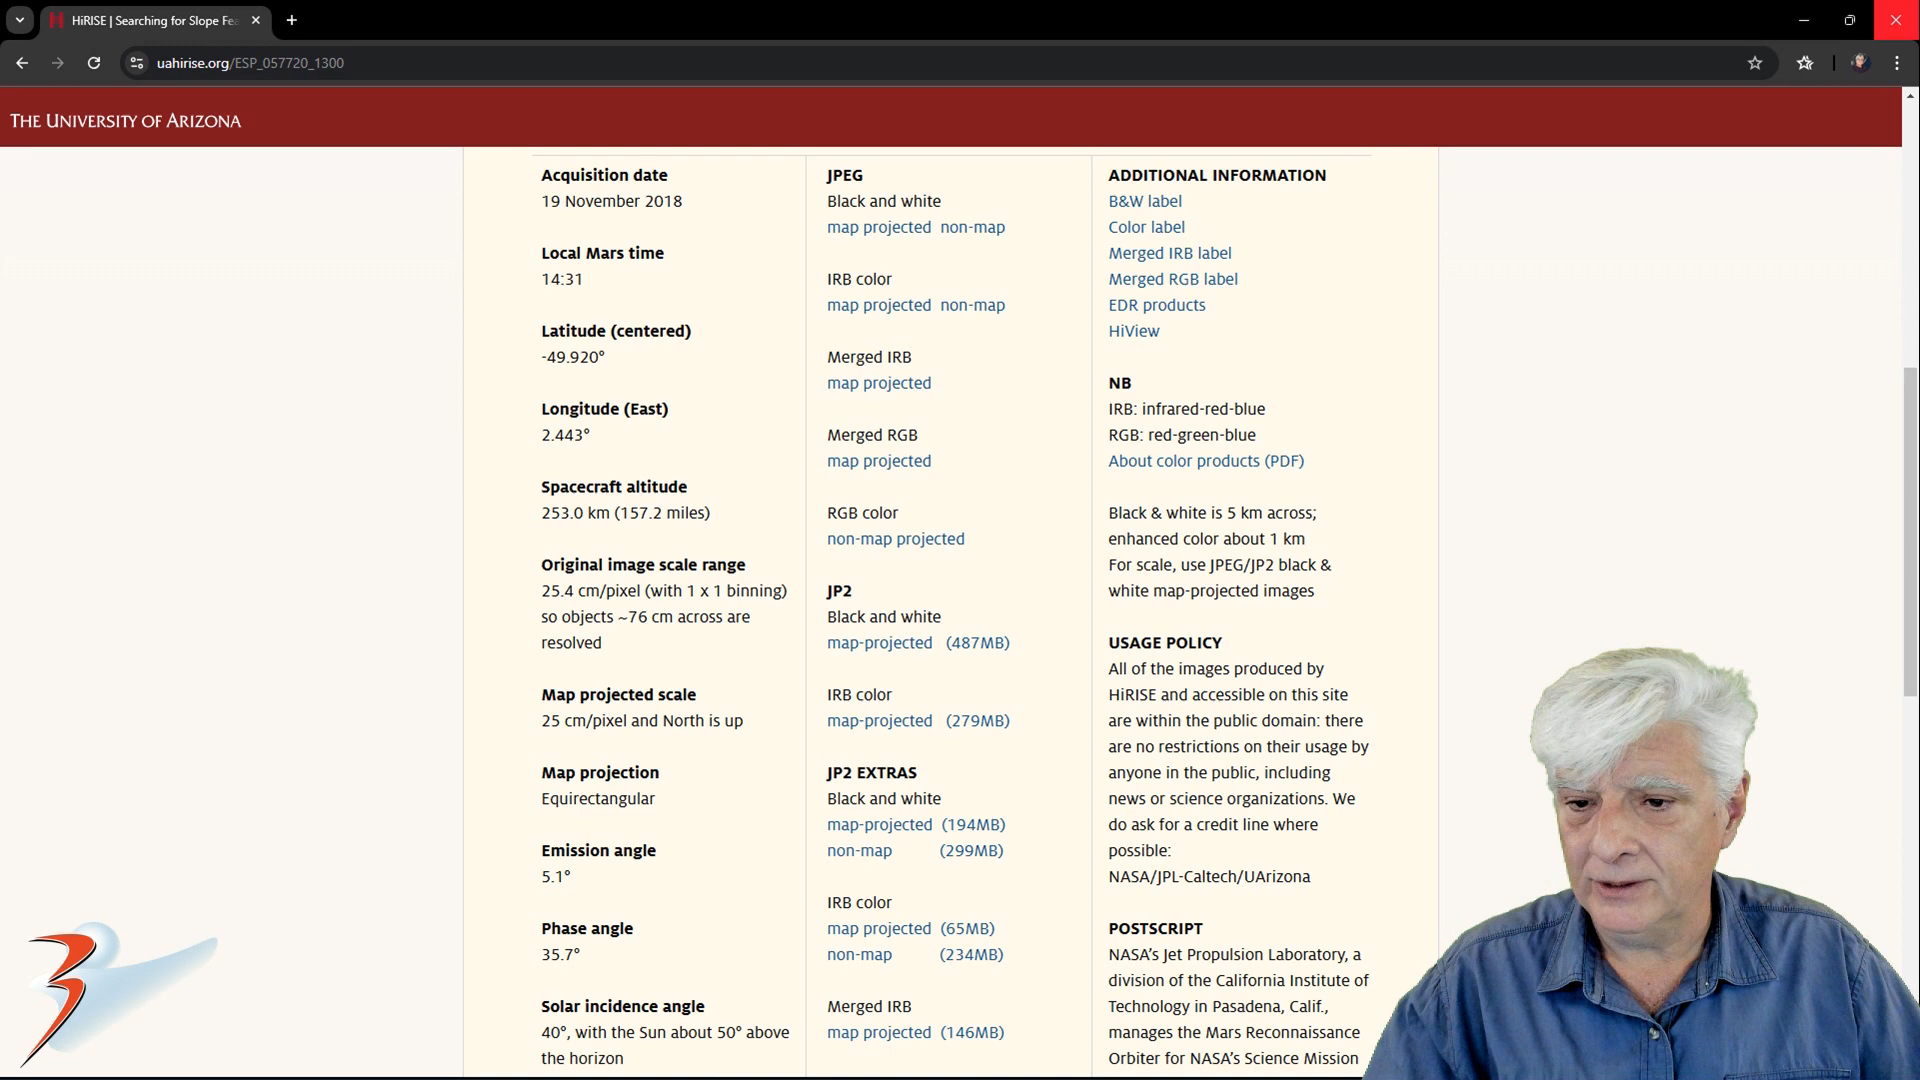 HiRISE | Searching for Slope Fea
uahirise.org/ESP_057720_1300
THE UNIVERSITY OF ARIZONA
Acquisition date
19 November 2018
Local Mars time
14:31
Latitude (centered)
-49.920°
Longitude (East)
2.443°
Spacecraft altitude
253.0 km (157.2 miles)
Original image scale range
25.4 cm/pixel (with 1 x 1 binning)
so objects ~76 cm across are
resolved
Map projected scale
25 cm/pixel and North is up
Map projection
Equirectangular
Emission angle
5.1°
Phase angle
35.7°
Solar incidence angle
40°, with the Sun about 50° above
the horizon
JPEG
Black and white
map projected non-map
IRB color
map projected non-map
Merged IRB
map projected
Merged RGB
map projected
RGB color
non-map projected
JP2
Black and white
map-projected (487MB)
IRB color
map-projected (279MB)
JP2 EXTRAS
Black and white
map-projected (194MB)
non-map (299MB)
IRB color
map projected (65MB)
non-map (234MB)
Merged IRB
map projected (146MB)
ADDITIONAL INFORMATION
B&W label
Color label
Merged IRB label
Merged RGB label
EDR products
HiView
NB
IRB: infrared-red-blue
RGB: red-green-blue
About color products (PDF)
Black & white is 5 km across;
enhanced color about 1 km
For scale, use JPEG/JP2 black &
white map-projected images
USAGE POLICY
All of the images produced by
HiRISE and accessible on this site
are within the public domain: there
are no restrictions on their usage by
anyone in the public, including
news or science organizations. We
do ask for a credit line where
possible:
NASA/JPL-Caltech/UArizona
POSTSCRIPT
NASA's Jet Propulsion Laboratory, a
division of the California Institute of
Technology in Pasadena, Calif.,
manages the Mars Reconnaissance
Orbiter for NASA's Science Mission